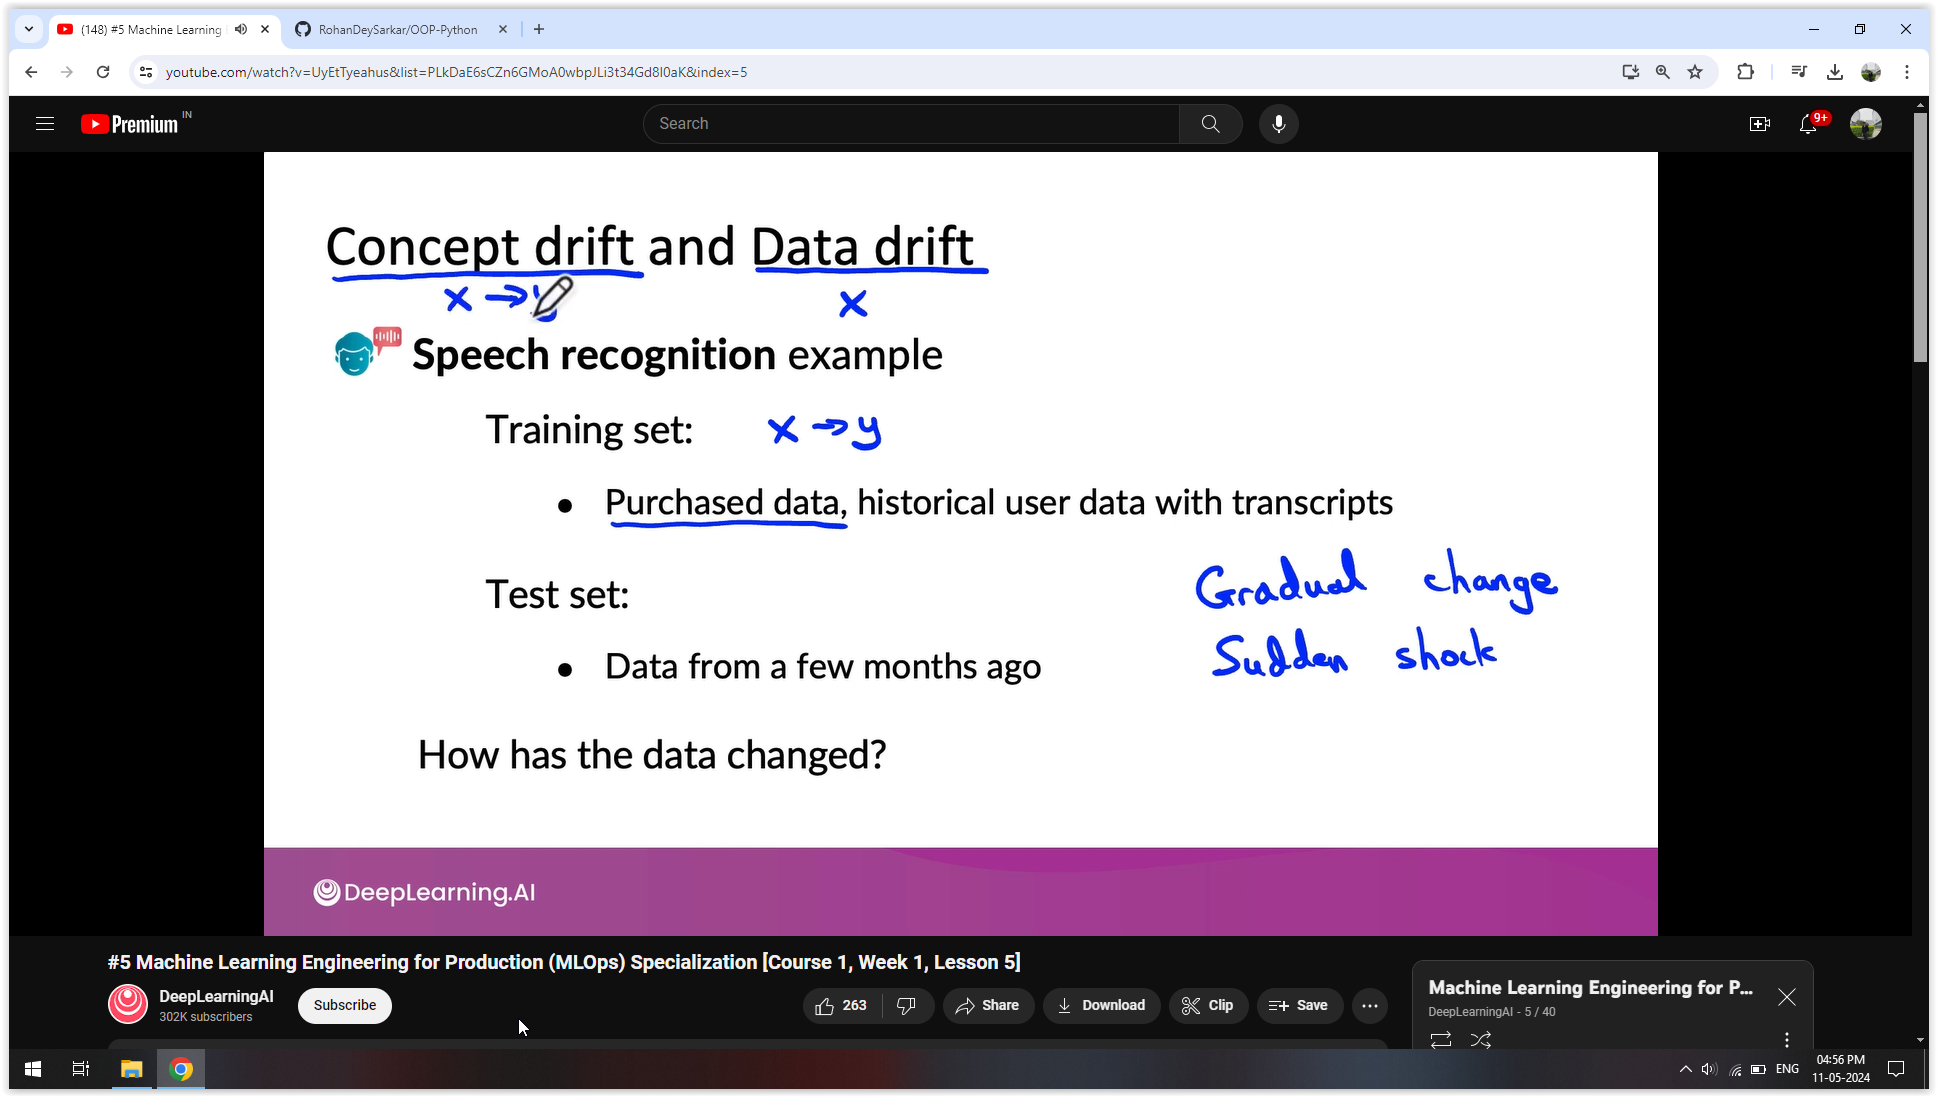 (148) #5 Machine Learning
RohanDeySarkar/OOP-Python
youtube.com/watch?v=UyEtTyeahus&list=PLkDaE6sCZn6GMoA0wbpJLi3t34Gd8I0aK&index=5
Premium IN
Search
9+
Concept drift and Data drift
x → y
x
Speech recognition example
Training set: x → y
• Purchased data, historical user data with transcripts
Gradual change
Test set:
Sudden shock
• Data from a few months ago
How has the data changed?
DeepLearning.AI
#5 Machine Learning Engineering for Production (MLOps) Specialization [Course 1, Week 1, Lesson 5]
DeepLearningAI
302K subscribers
Subscribe
263
Share
Download
Clip
Save
Machine Learning Engineering for P...
DeepLearningAI - 5 / 40
ENG
04:56 PM
11-05-2024